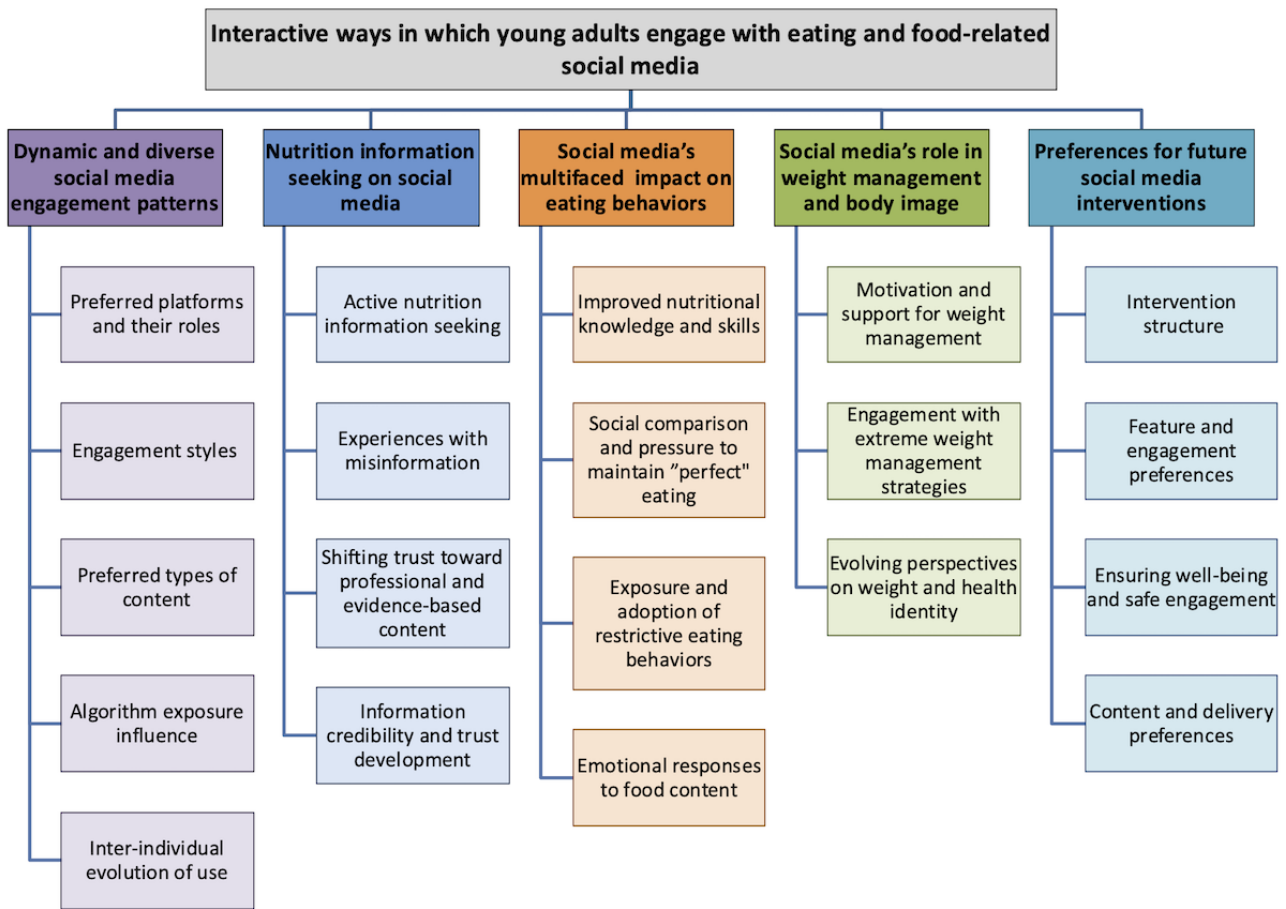 Interactive ways in which young adults engage with eating and food-related
social media
Dynamic and diverse
social media
engagement patterns
Preferred platforms
and their roles
Engagement styles
Preferred types of
content
Algorithm exposure
influence
Inter-individual
evolution of use
Nutrition information
seeking on social
media
Active nutrition
information seeking
Experiences with
misinformation
Shifting trust toward
professional and
evidence-based
content
Information
credibility and trust
development
Social media’s
multifaced impact on
eating behaviors
Improved nutritional
knowledge and skills
Social comparison
and pressure to
maintain ”perfect"
eating
Exposure and
adoption of
restrictive eating
behaviors
Emotional responses
to food content
Social media’s role in
weight management
and body image
Motivation and
support for weight
management
Engagement with
extreme weight
management
strategies
Evolving perspectives
on weight and health
identity
Preferences for future
social media
interventions
Intervention
structure
Feature and
engagement
preferences
Ensuring well-being
and safe engagement
Content and delivery
preferences